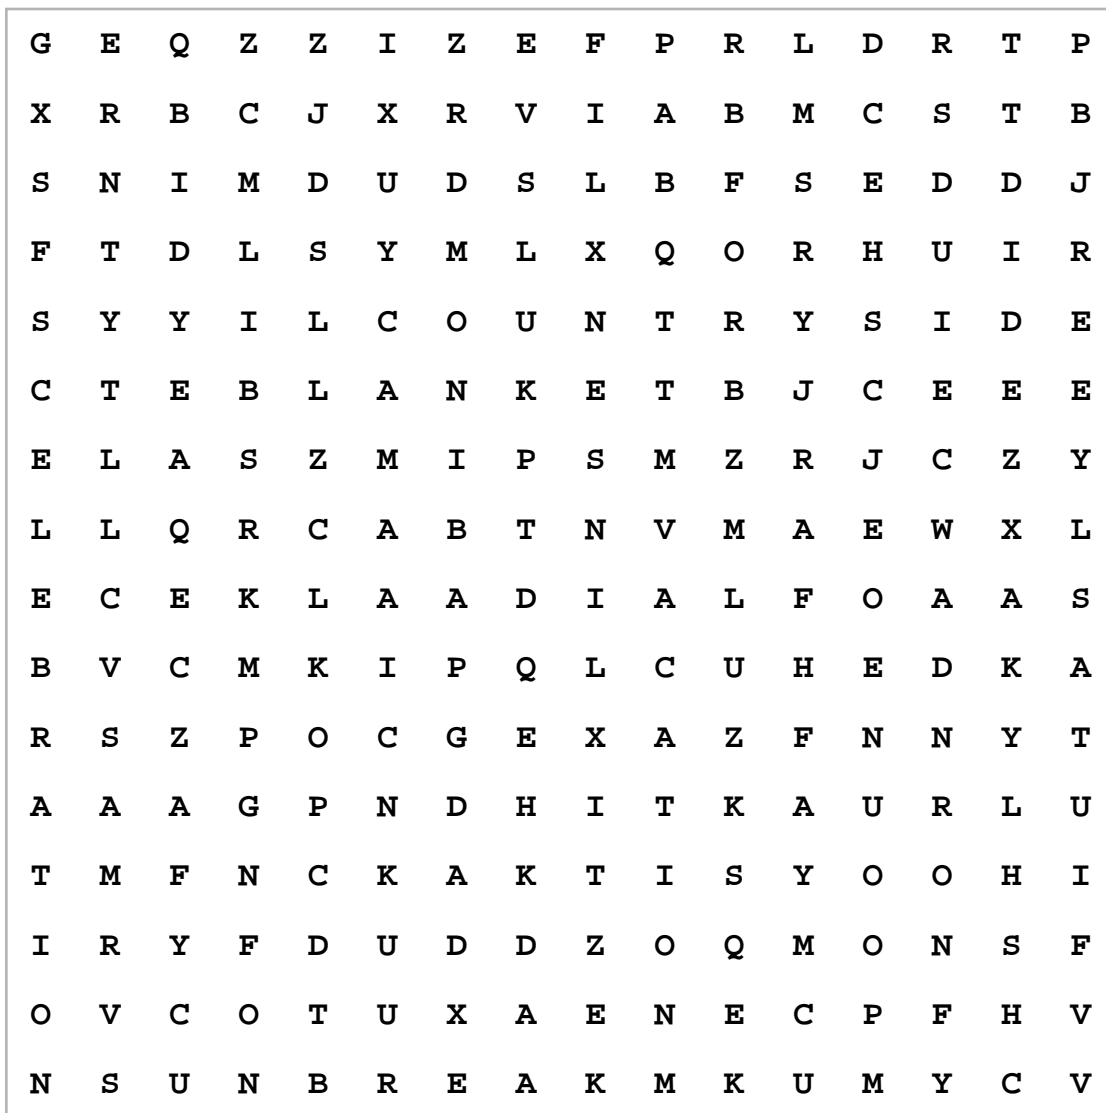 G E Q Z Z I Z E F P R L D R T P
X R B C J X R V I A B M C S T B
S N I M D U D S L B F S E D D J
F T D L S Y M L X Q O R H U I R
S Y Y I L C O U N T R Y S I D E
C T E B L A N K E T B J C E E E
E L A S Z M I P S M Z R J C Z Y
L L Q R C A B T N V M A E W X L
E C E K L A A D I A L F O A A S
B V C M K I P Q L C U H E D K A
R S Z P O C G E X A Z F N N Y T
A A A G P N D H I T K A U R L U
T M F N C K A K T I S Y O O H I
I R Y F D U D D Z O Q M O N S F
O V C O T U X A E N E C P F H V
N S U N B R E A K M K U M Y C V